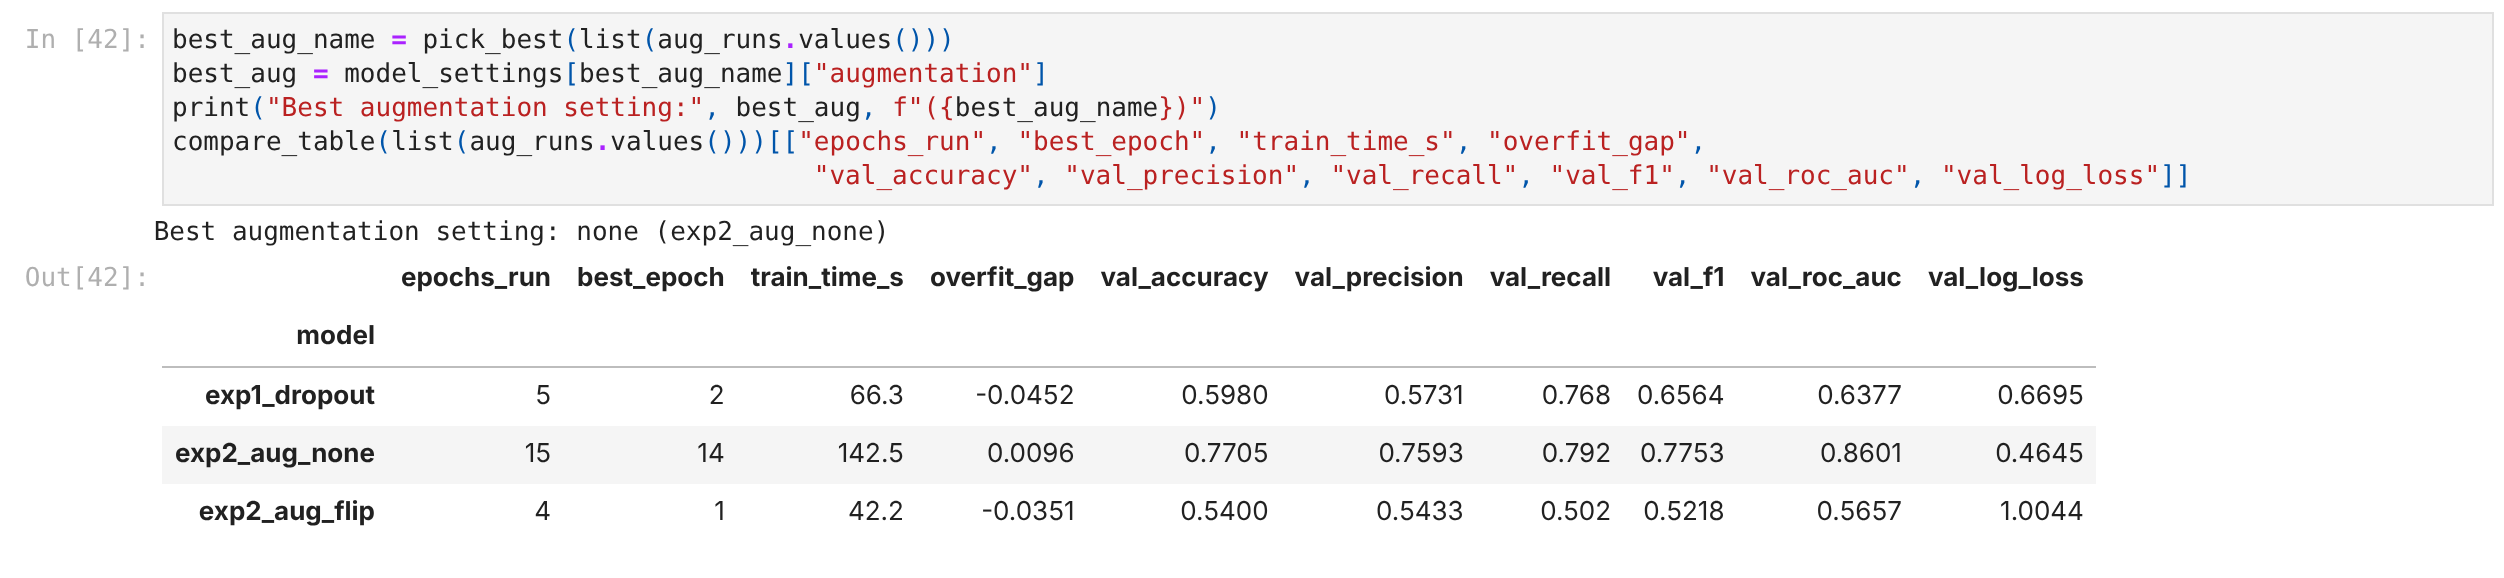 In [42]:
best_aug_name = pick_best(list(aug_runs.values()))
best_aug = model_settings[best_aug_name]["augmentation"]
print("Best augmentation setting:", best_aug, f"({best_aug_name})")
compare_table(list(aug_runs.values()))[["epochs_run", "best_epoch", "train_time_s", "overfit_gap",
"val_accuracy", "val_precision", "val_recall", "val_f1", "val_roc_auc", "val_log_loss"]]
Best augmentation setting: none (exp2_aug_none)
Out[42]:
epochs_run best_epoch train_time_s overfit_gap val_accuracy val_precision val_recall val_f1 val_roc_auc val_log_loss
model
exp1_dropout 5 2 66.3 -0.0452 0.5980 0.5731 0.768 0.6564 0.6377 0.6695
exp2_aug_none 15 14 142.5 0.0096 0.7705 0.7593 0.792 0.7753 0.8601 0.4645
exp2_aug_flip 4 1 42.2 -0.0351 0.5400 0.5433 0.502 0.5218 0.5657 1.0044